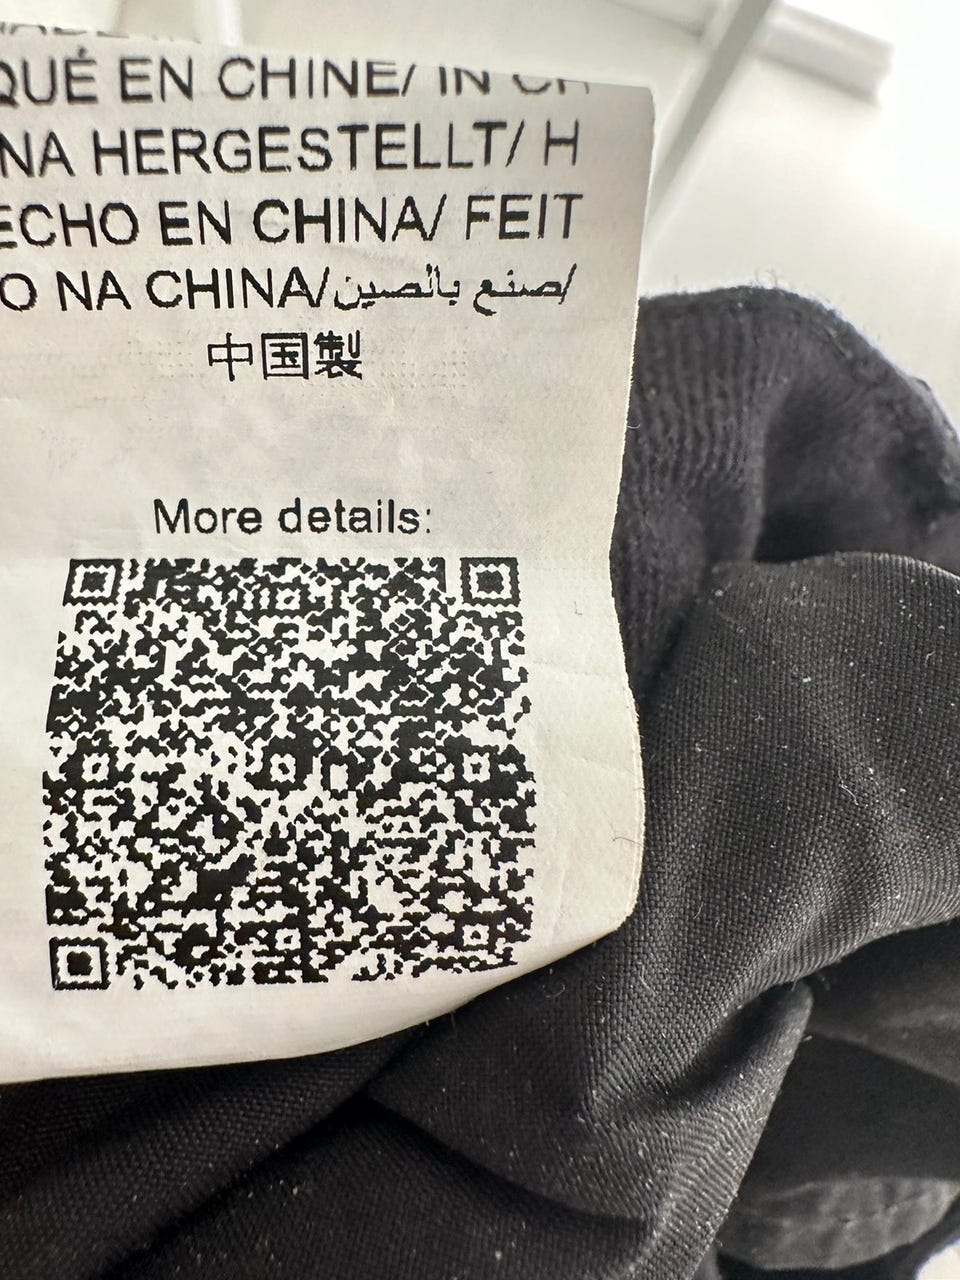 QUÉ EN CHINE/ IN CH
NA HERGESTELLT/ H
ECHO EN CHINA/ FEIT
O NA CHINA/صنع بالصين/
中国製
More details: